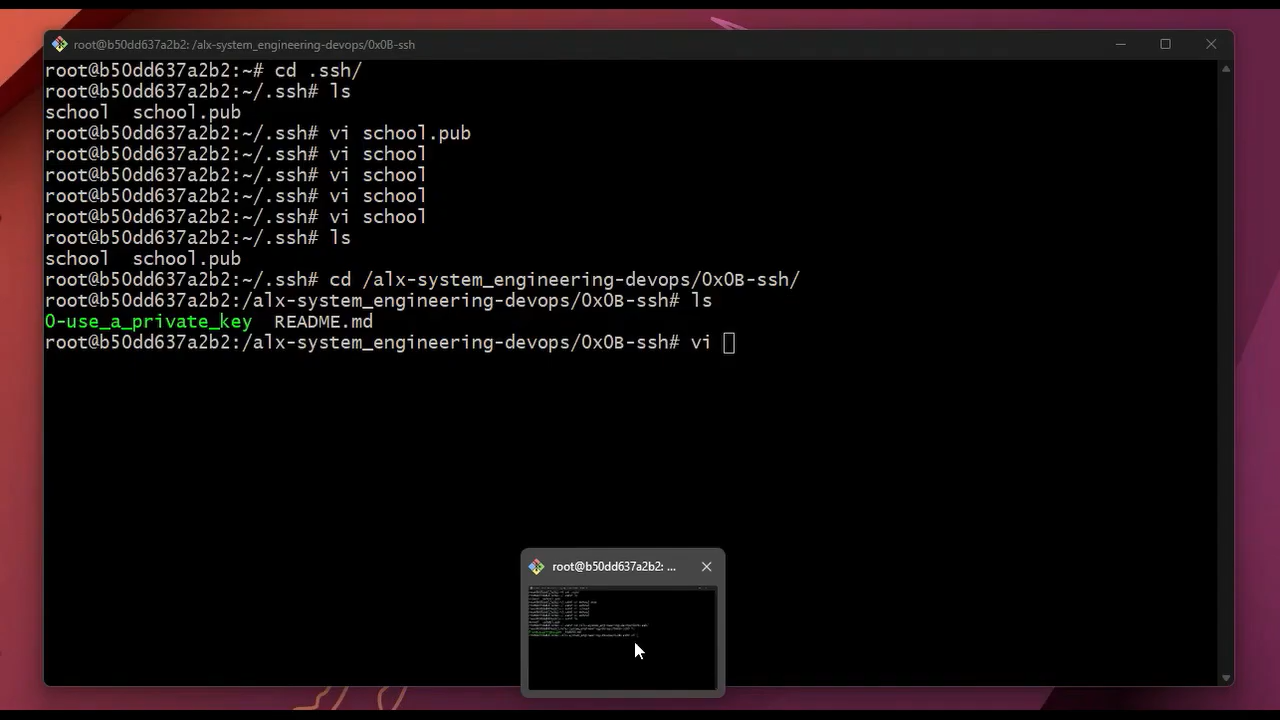 root@b50dd637a2b2: /alx-system_engineering-devops/0x0B-ssh
root@b50dd637a2b2:~# cd .ssh/
root@b50dd637a2b2:~/.ssh# ls
school  school.pub
root@b50dd637a2b2:~/.ssh# vi school.pub
root@b50dd637a2b2:~/.ssh# vi school
root@b50dd637a2b2:~/.ssh# vi school
root@b50dd637a2b2:~/.ssh# vi school
root@b50dd637a2b2:~/.ssh# vi school
root@b50dd637a2b2:~/.ssh# ls
school  school.pub
root@b50dd637a2b2:~/.ssh# cd /alx-system_engineering-devops/0x0B-ssh/
root@b50dd637a2b2:/alx-system_engineering-devops/0x0B-ssh# ls
0-use_a_private_key  README.md
root@b50dd637a2b2:/alx-system_engineering-devops/0x0B-ssh# vi
root@b50dd637a2b2: ...